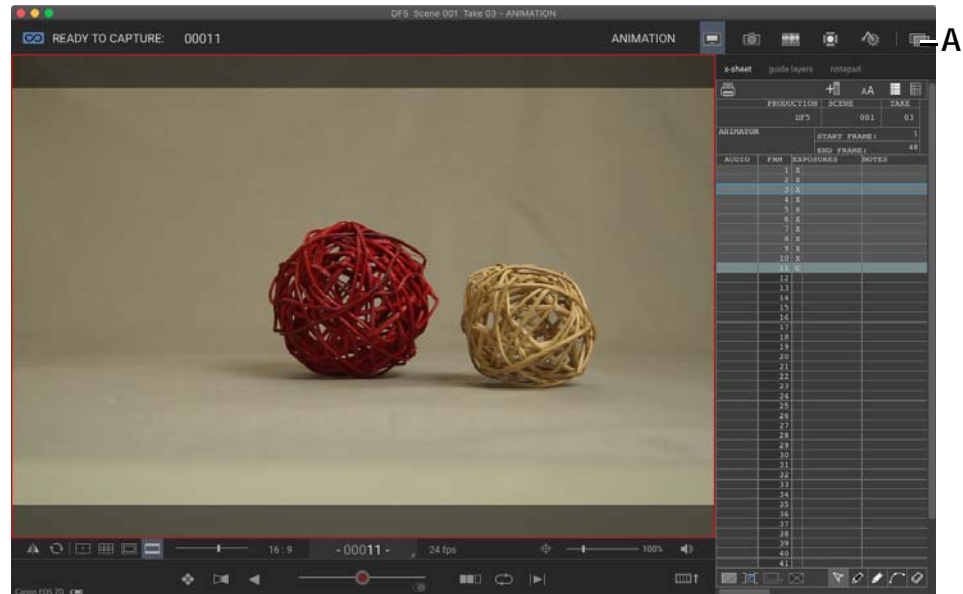 DF5 Scene 001 Take 03 - ANIMATION
READY TO CAPTURE: 00011 ANIMATION
A
x-sheet guide layers notepad
AA
PRODUCTION SCENE TAKE
DF5 001 03
ANIMATOR START FRAME: 1
END FRAME: 48
AUDIO FRM EXPOSURES NOTES
1 X
2 X
3 X
4 X
5 X
6 X
7 X
8 X
9 X
10 X
11 C
12
13
14
15
16
17
18
19
20
21
22
23
24
25
26
27
28
29
30
31
32
33
34
35
36
37
38
39
40
41
16:9 - 00011 - 24 fps 100%
Canon EOS 7D